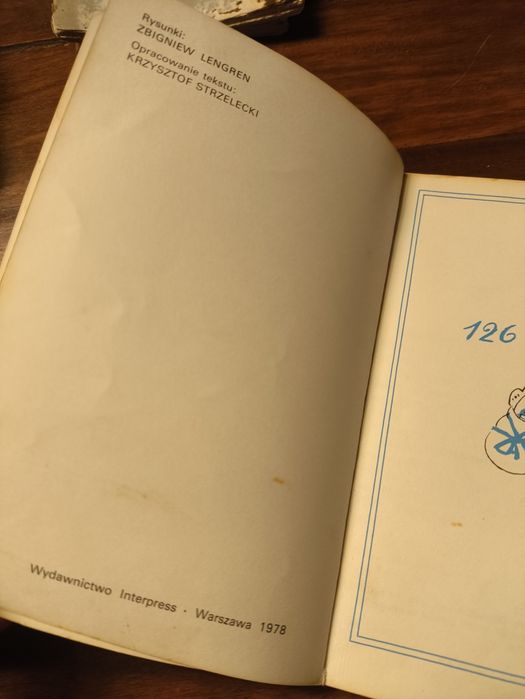 Rysunki:
ZBIGNIEW LENGREN
Opracowanie tekstu:
KRZYSZTOF STRZELECKI
126
Wydawnictwo Interpress · Warszawa 1978